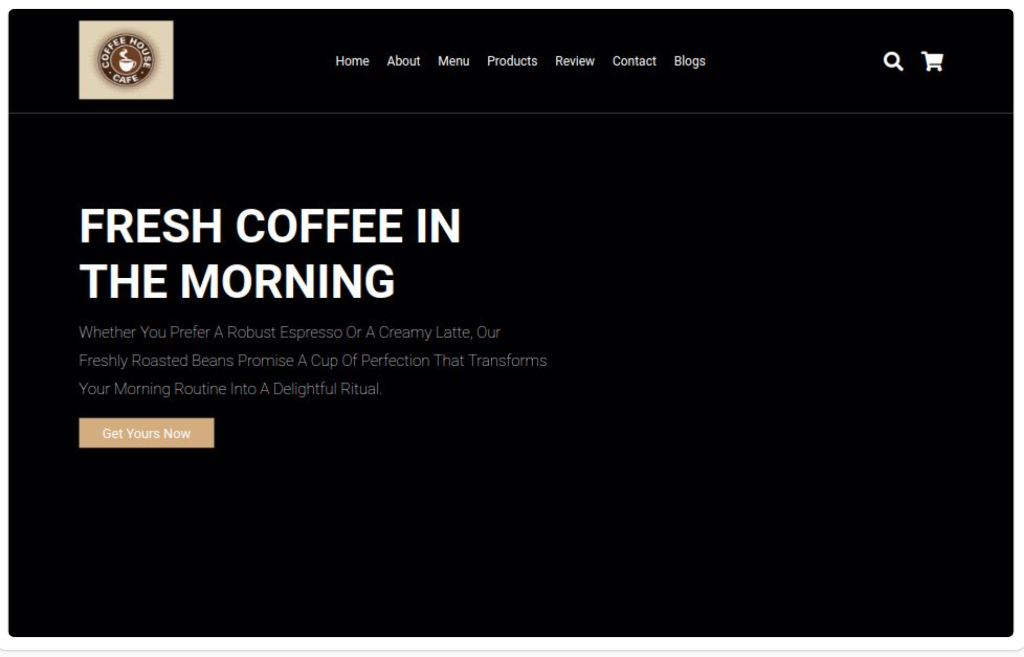 COFFEE HOUSE
CAFE
Home About Menu Products Review Contact Blogs
FRESH COFFEE IN
THE MORNING
Whether You Prefer A Robust Espresso Or A Creamy Latte, Our
Freshly Roasted Beans Promise A Cup Of Perfection That Transforms
Your Morning Routine Into A Delightful Ritual.
Get Yours Now